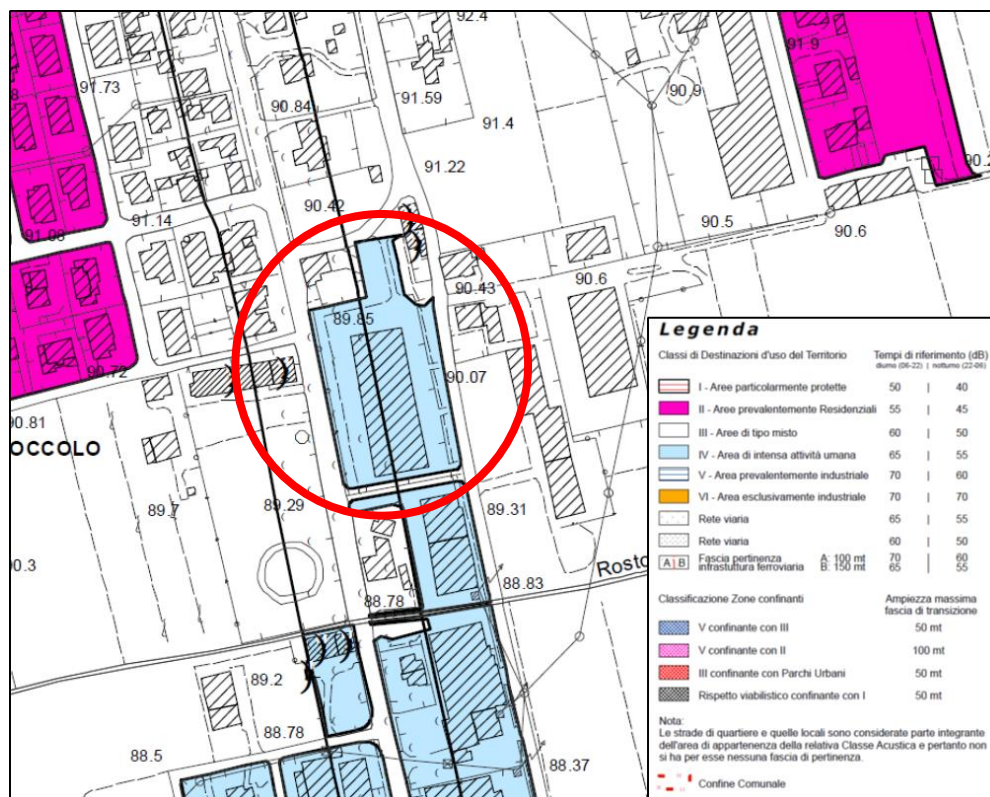 92.4
91.9
91.73
90.84
91.59
90.9
91.4
91.22
90.42
91.14
90.5
90.6
91.08
90.43
90.6
89.85
90.07
90.72
90.81
OCCOLO
89.7
89.29
89.31
90.3
88.83
Rosto
88.78
89.2
88.78
88.5
88.37
Legenda
Classi di Destinazioni d'uso del Territorio Tempi di riferimento (dB)
diurno (06-22) | notturno (22-06)
I - Aree particolarmente protette 50 | 40
II - Aree prevalentemente Residenziali 55 | 45
III - Aree di tipo misto 60 | 50
IV - Area di intensa attività umana 65 | 55
V - Area prevalentemente industriale 70 | 60
VI - Area esclusivamente industriale 70 | 70
Rete viaria 65 | 55
Rete viaria 60 | 50
A | B Fascia pertinenza A: 100 mt 70 | 60
infrastuttura ferroviaria B: 150 mt 65 | 55
Classificazione Zone confinanti Ampiezza massima
fascia di transizione
V confinante con III 50 mt
V confinante con II 100 mt
III confinante con Parchi Urbani 50 mt
Rispetto viabilistico confinante con I 50 mt
Nota:
Le strade di quartiere e quelle locali sono considerate parte integrante
dell'area di appartenenza della relativa Classe Acustica e pertanto non
si ha per esse nessuna fascia di pertinenza.
Confine Comunale